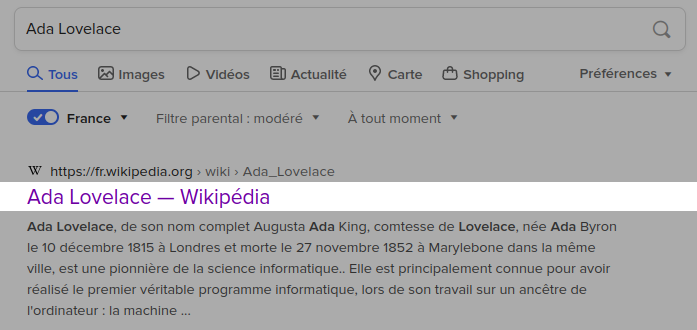 Ada Lovelace
Tous Images Vidéos Actualité Carte Shopping Préférences
France Filtre parental : modéré À tout moment
W https://fr.wikipedia.org › wiki › Ada_Lovelace
Ada Lovelace — Wikipédia
Ada Lovelace, de son nom complet Augusta Ada King, comtesse de Lovelace, née Ada Byron
le 10 décembre 1815 à Londres et morte le 27 novembre 1852 à Marylebone dans la même
ville, est une pionnière de la science informatique.. Elle est principalement connue pour avoir
réalisé le premier véritable programme informatique, lors de son travail sur un ancêtre de
l'ordinateur : la machine ...